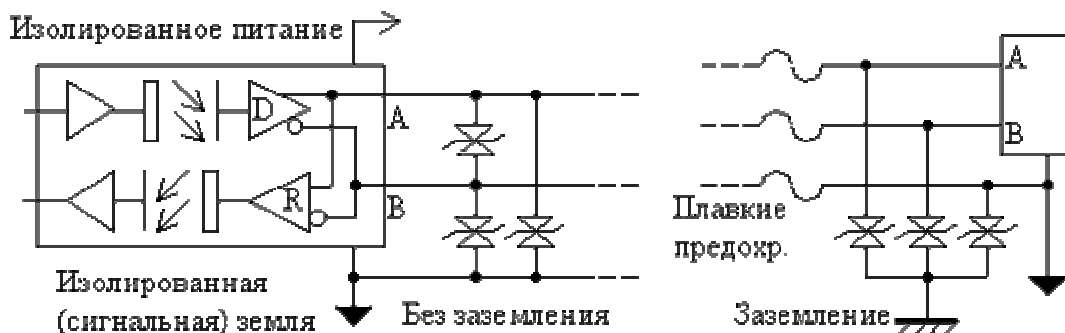 Изолированное питание
D
A
R
B
Изолированная
(сигнальная) земля
Без заземления
A
B
Плавкие
предохр.
Заземление